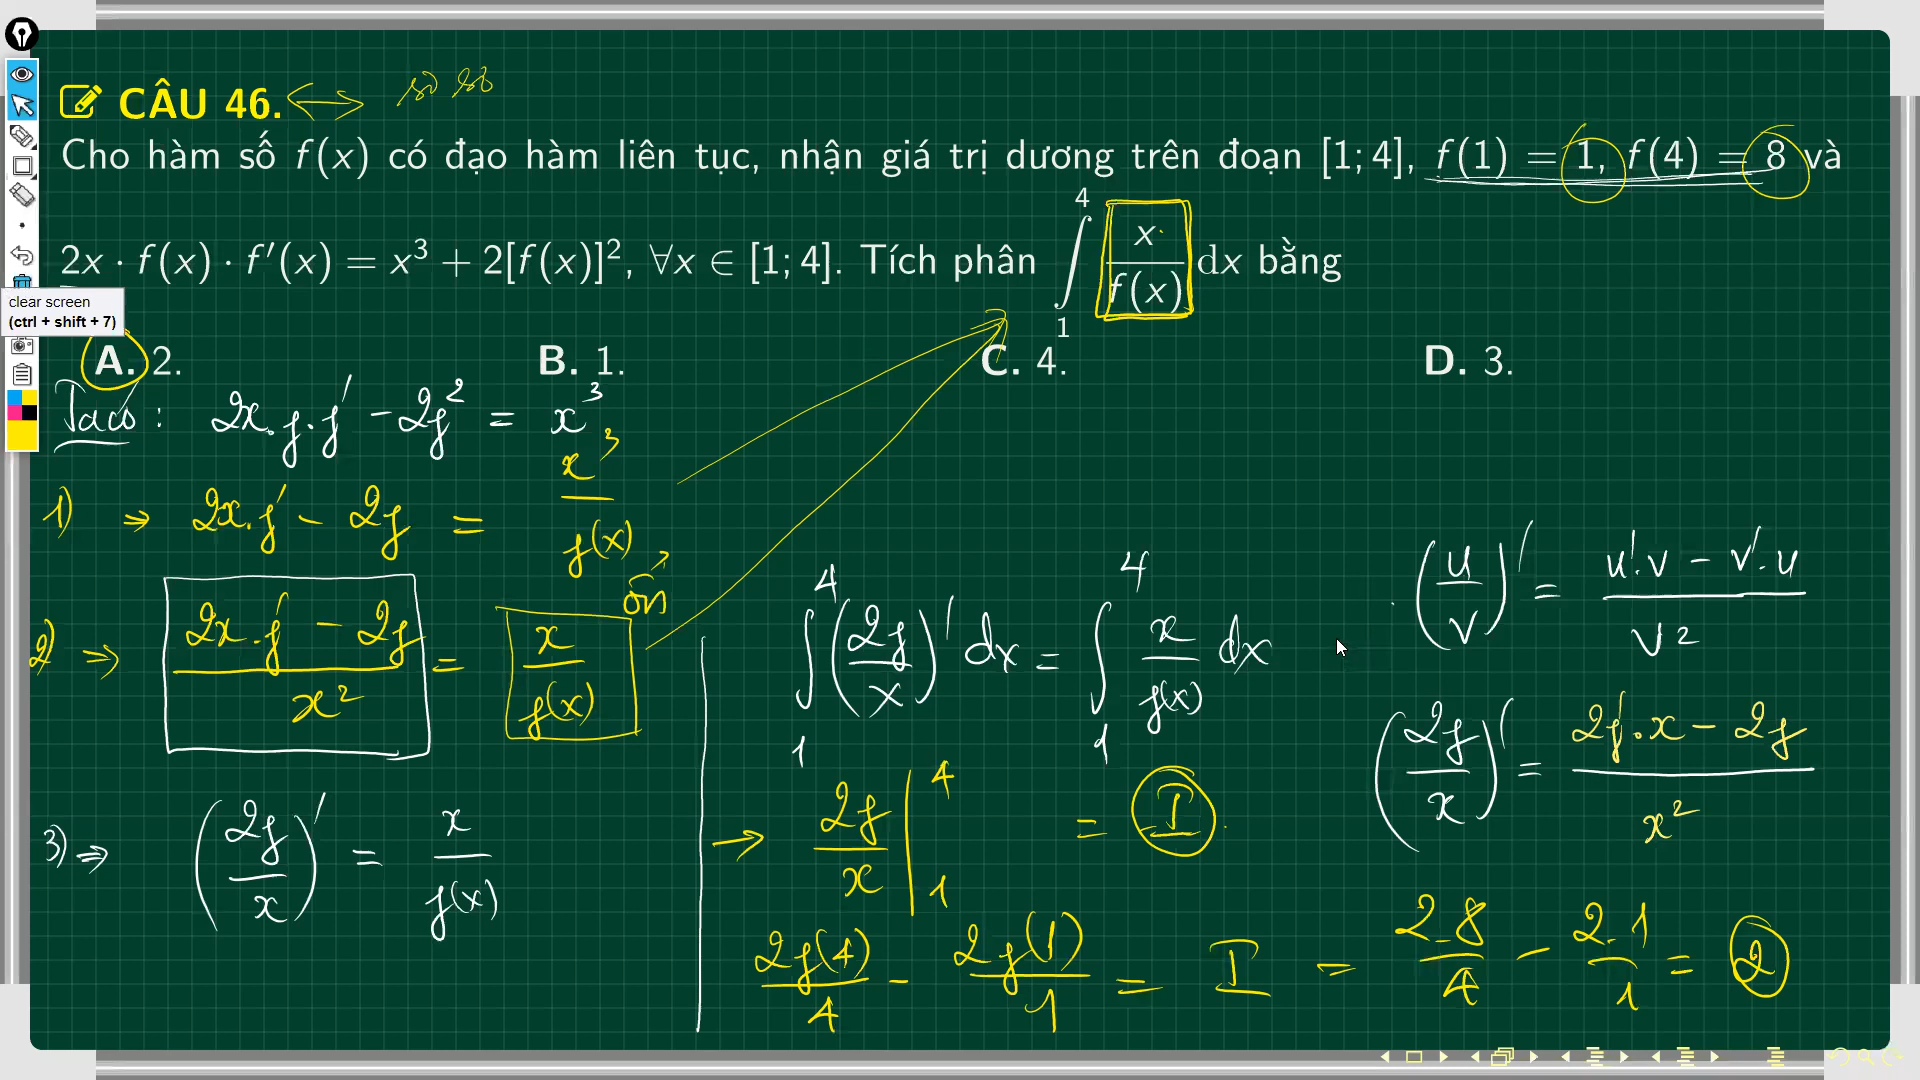 CÂU 46.
Cho hàm số f(x) có đạo hàm liên tục, nhận giá trị dương trên đoạn [1; 4], f(1) = 1, f(4) = 8 và
2x · f(x) · f′(x) = x³ + 2[f(x)]², ∀x ∈ [1; 4]. Tích phân ∫₁⁴ x/f(x) dx bằng
clear screen
(ctrl + shift + 7)
A. 2. B. 1. C. 4. D. 3.
Ta có : 2x.f.f′ − 2f² = x³
1) ⇒ 2x.f′ − 2f = x³/f(x)
ổn
2) ⇒ (2x.f′ − 2f)/x² = x/f(x)
3) ⇒ (2f/x)′ = x/f(x)
∫₁⁴ (2f/x)′ dx = ∫₁⁴ x/f(x) dx
→ 2f/x |₁⁴ = I.
2f(4)/4 − 2f(1)/1 = I = 2.8/4 − 2.1/1 = 2
(u/v)′ = (u′.v − v′.u)/v²
(2f/x)′ = (2f′.x − 2f)/x²